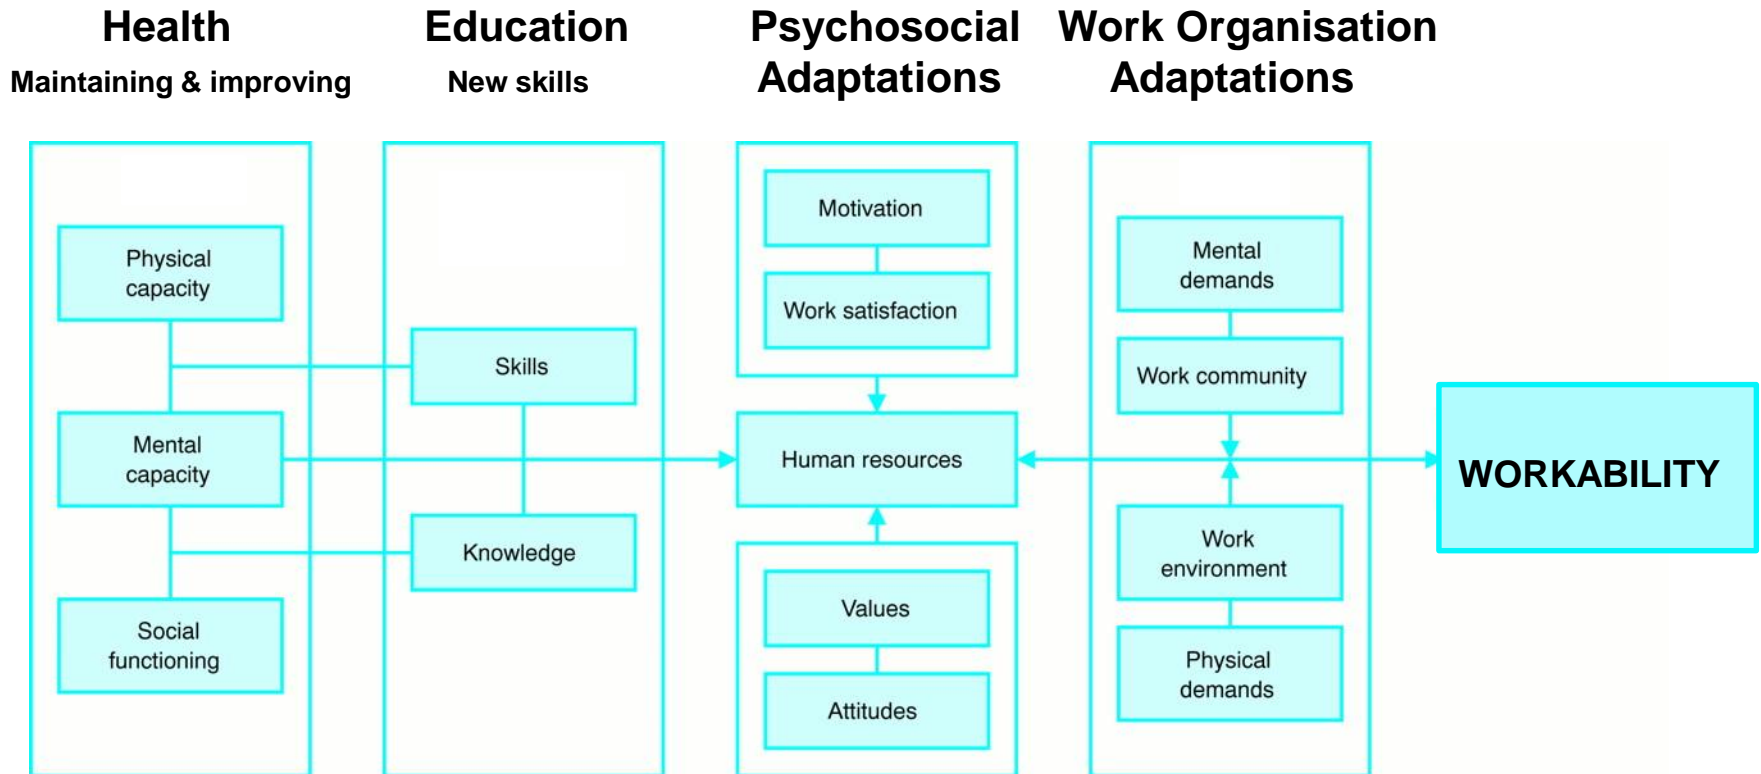 Health
Maintaining & improving
Education
New skills
Psychosocial
Adaptations
Work Organisation
Adaptations
Physical
capacity
Mental
capacity
Social
functioning
Skills
Knowledge
Motivation
Work satisfaction
Human resources
Values
Attitudes
Mental
demands
Work community
Work
environment
Physical
demands
WORKABILITY